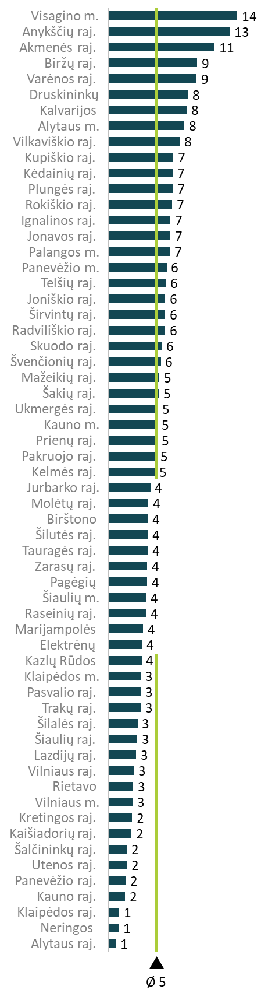 Visagino m. 14
Anykščių raj. 13
Akmenės raj. 11
Biržų raj. 9
Varėnos raj. 9
Druskininkų 8
Kalvarijos 8
Alytaus m. 8
Vilkaviškio raj. 8
Kupiškio raj. 7
Kėdainių raj. 7
Plungės raj. 7
Rokiškio raj. 7
Ignalinos raj. 7
Jonavos raj. 7
Palangos m. 7
Panevėžio m. 6
Telšių raj. 6
Joniškio raj. 6
Širvintų raj. 6
Radviliškio raj. 6
Skuodo raj. 6
Švenčionių raj. 6
Mažeikių raj. 5
Šakių raj. 5
Ukmergės raj. 5
Kauno m. 5
Prienų raj. 5
Pakruojo raj. 5
Kelmės raj. 5
Jurbarko raj. 4
Molėtų raj. 4
Birštono 4
Šilutės raj. 4
Tauragės raj. 4
Zarasų raj. 4
Pagėgių 4
Šiaulių m. 4
Raseinių raj. 4
Marijampolės 4
Elektrėnų 4
Kazlų Rūdos 4
Klaipėdos m. 3
Pasvalio raj. 3
Trakų raj. 3
Šilalės raj. 3
Šiaulių raj. 3
Lazdijų raj. 3
Vilniaus raj. 3
Rietavo 3
Vilniaus m. 3
Kretingos raj. 2
Kaišiadorių raj. 2
Šalčininkų raj. 2
Utenos raj. 2
Panevėžio raj. 2
Kauno raj. 2
Klaipėdos raj. 1
Neringos 1
Alytaus raj. 1
Ø 5